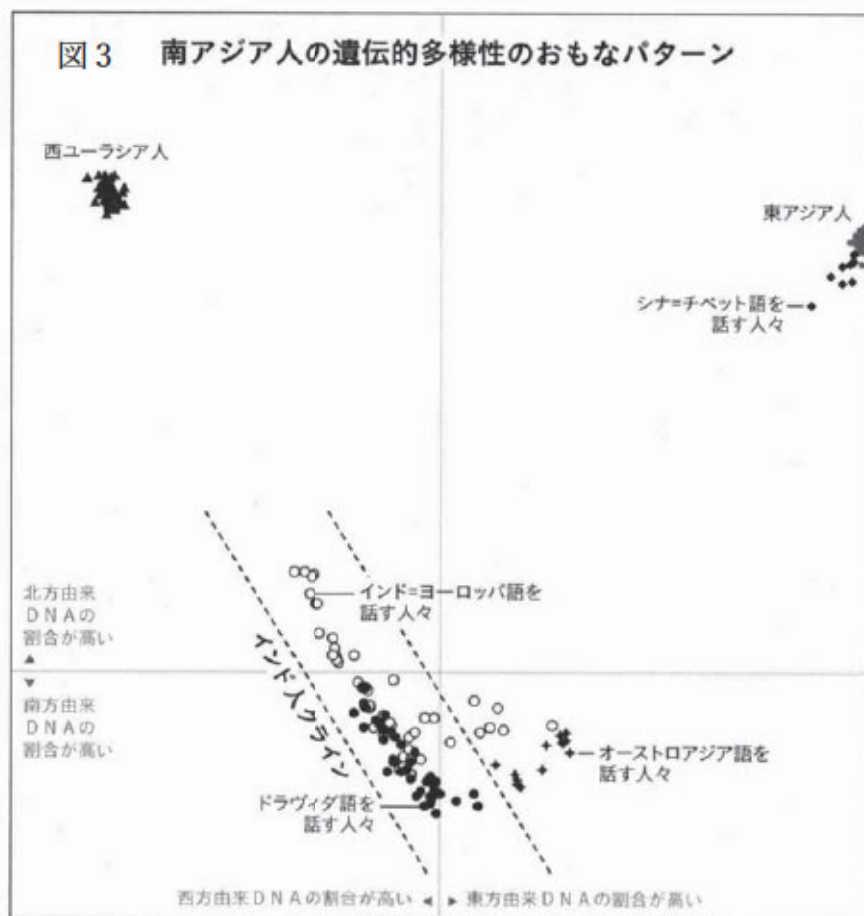 図3 南アジア人の遺伝的多様性のおもなパターン
西ユーラシア人
東アジア人
シナ=チベット語を
話す人々
インド=ヨーロッパ語を
話す人々
北方由来
DNAの
割合が高い
▲
▼
南方由来
DNAの
割合が高い
インド人クライン
オーストロアジア語を
話す人々
ドラヴィダ語を
話す人々
西方由来DNAの割合が高い ◀ ▶ 東方由来DNAの割合が高い